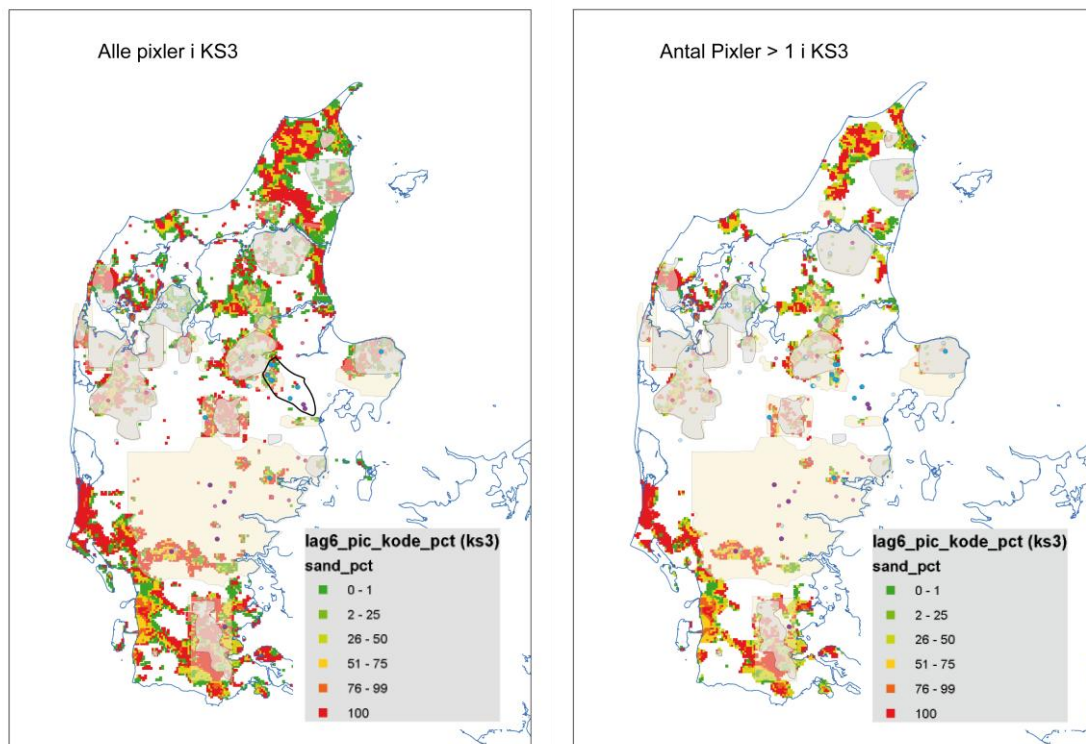 Alle pixler i KS3
lag6_pic_kode_pct (ks3)
sand_pct
0 - 1
2 - 25
26 - 50
51 - 75
76 - 99
100
Antal Pixler > 1 i KS3
lag6_pic_kode_pct (ks3)
sand_pct
0 - 1
2 - 25
26 - 50
51 - 75
76 - 99
100